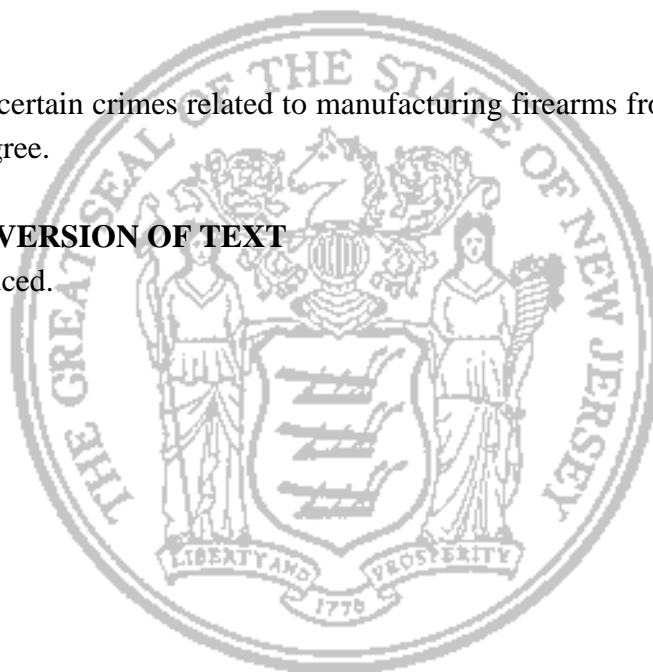 THE GREAT SEAL OF THE STATE OF NEW JERSEY
certain crimes related to manufacturing firearms fro
gree.
VERSION OF TEXT
uced.
LIBERTY AND PROSPERITY
1776